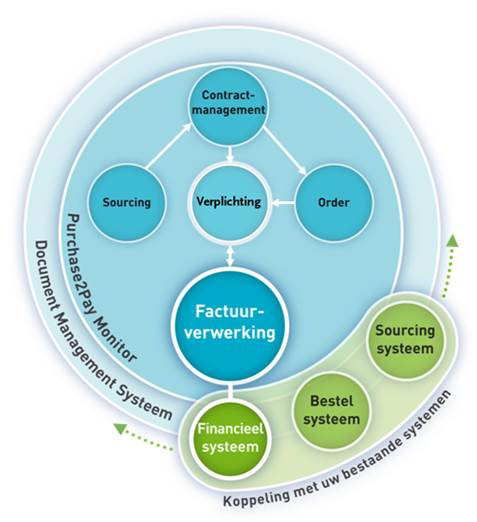 Contract-
management
Sourcing
Verplichting
Order
Purchase2Pay Monitor
Document Management Systeem
Factuur-
verwerking
Sourcing
systeem
Bestel
systeem
Financieel
systeem
Koppeling met uw bestaande systemen